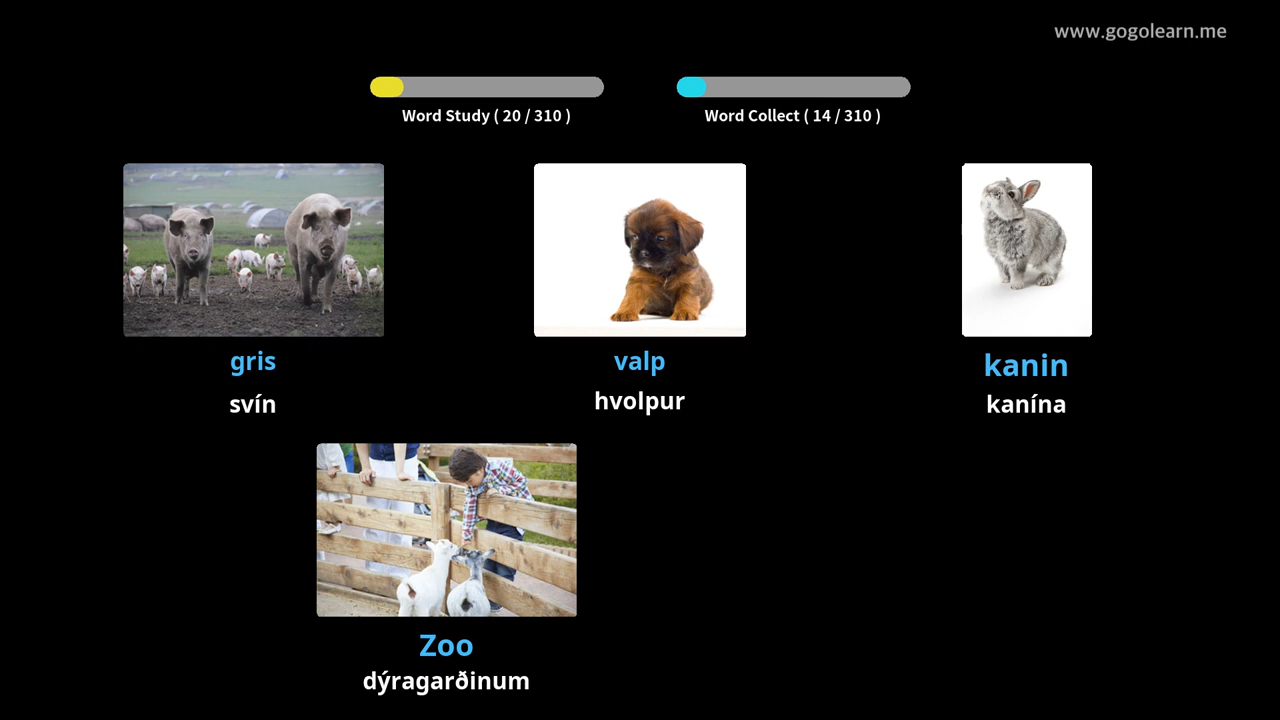 www.gogolearn.me
Word Study ( 20 / 310 )
Word Collect ( 14 / 310 )
gris
svín
valp
hvolpur
kanin
kanína
Zoo
dýragarðinum